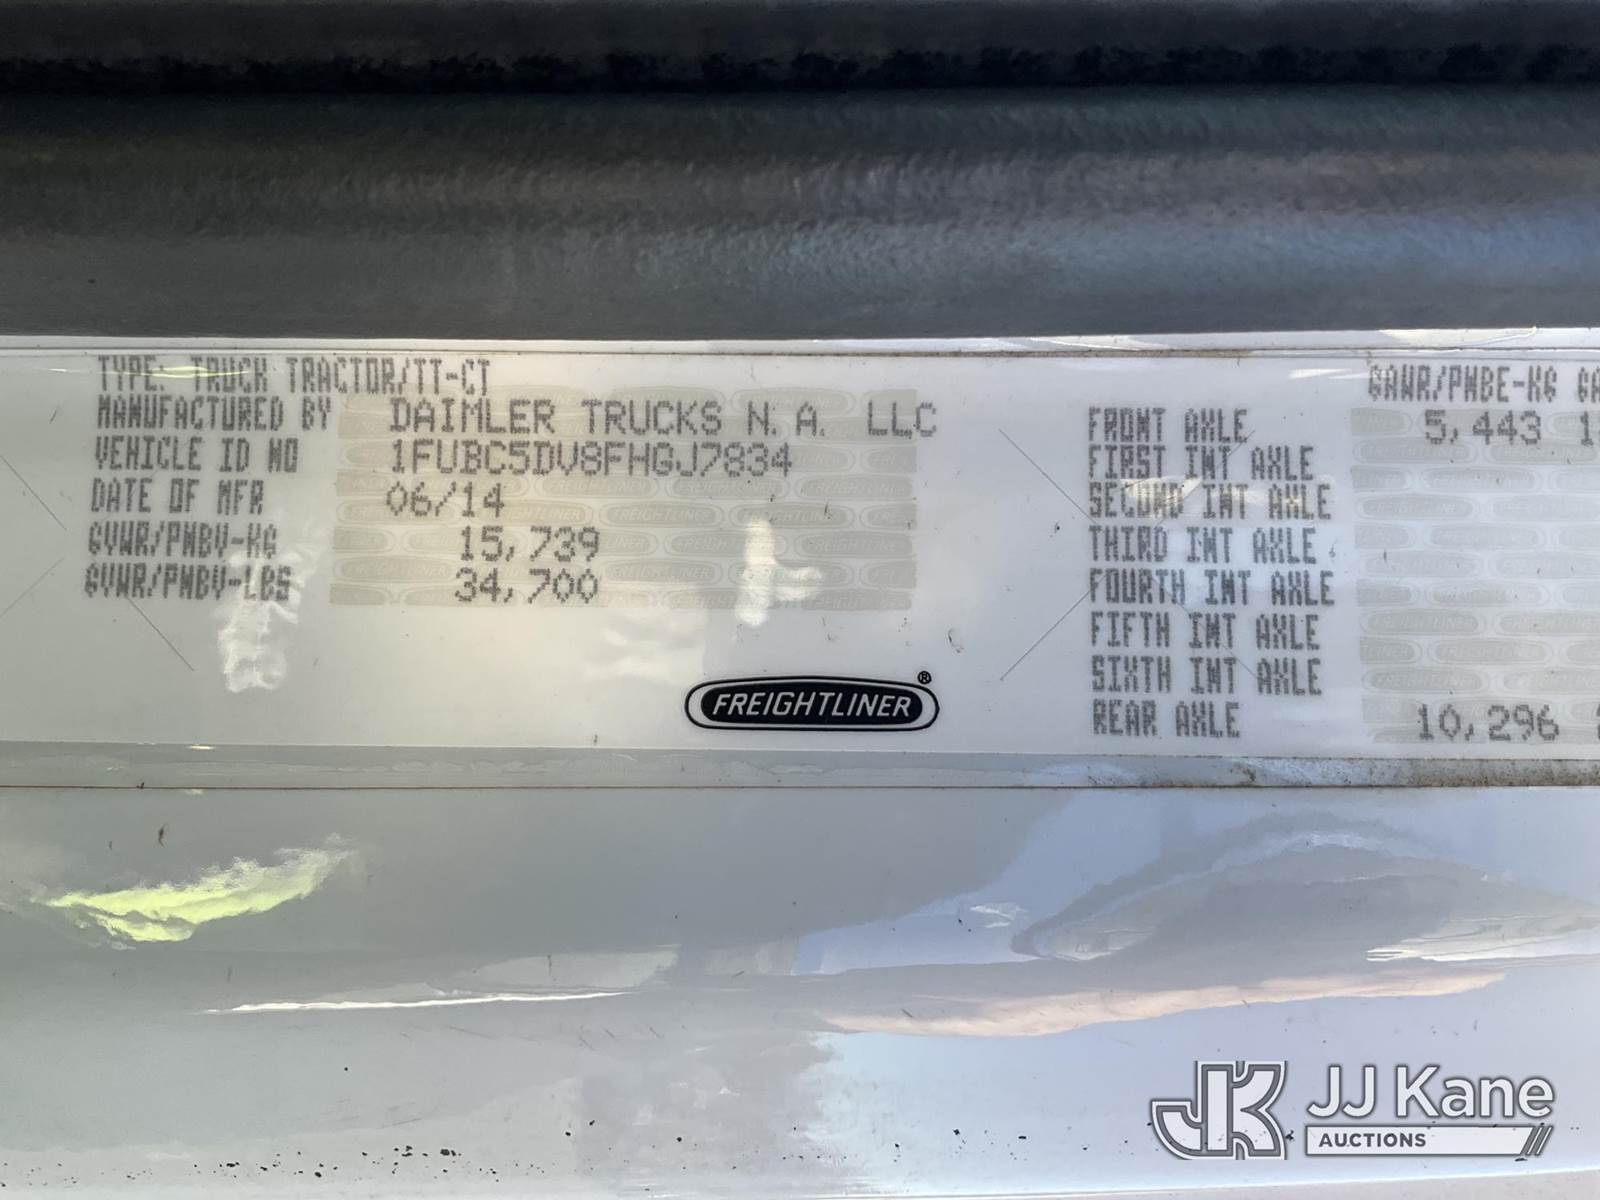 TYPE: TRUCK TRACTOR/TT-CT
MANUFACTURED BY DAIMLER TRUCKS N.A. LLC
VEHICLE ID NO 1FUBC5DV8FHGJ7834
DATE OF MFR 06/14
GVWR/PNBV-KG 15,739
GVWR/PNBV-LBS 34,700
FREIGHTLINER®
GAWR/PNBE-KG GA
FRONT AXLE 5,443
FIRST INT AXLE
SECOND INT AXLE
THIRD INT AXLE
FOURTH INT AXLE
FIFTH INT AXLE
SIXTH INT AXLE
REAR AXLE 10,296
JJ Kane
AUCTIONS